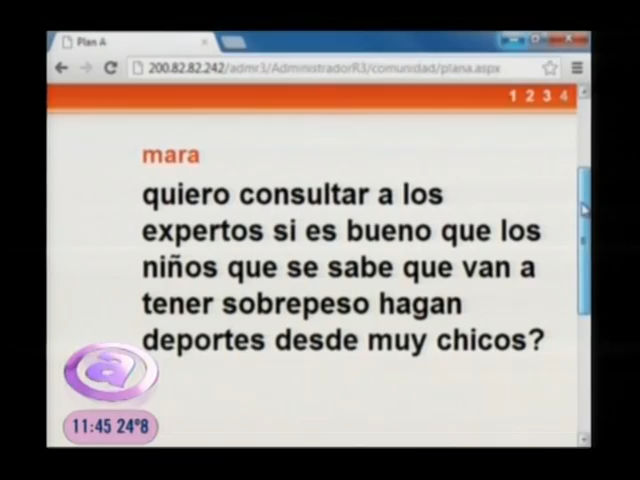 Plan A
200.82.82.242/admr3/AdministradorR3/comunidad/plana.aspx
1 2 3 4
mara
quiero consultar a los
expertos si es bueno que los
niños que se sabe que van a
tener sobrepeso hagan
deportes desde muy chicos?
a
11:45 24º8